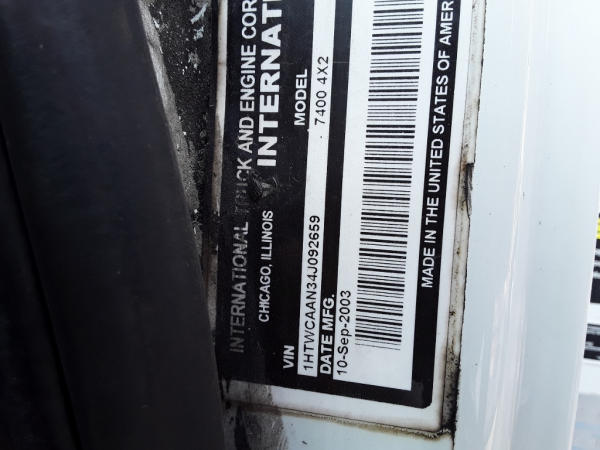 INTERNATIONAL TRUCK AND ENGINE COR
CHICAGO, ILLINOIS
INTERNAT
MODEL
7400 4X2
VIN
1HTWCAAN34J092659
DATE MFG.
10-Sep-2003
MADE IN THE UNITED STATES OF AMER